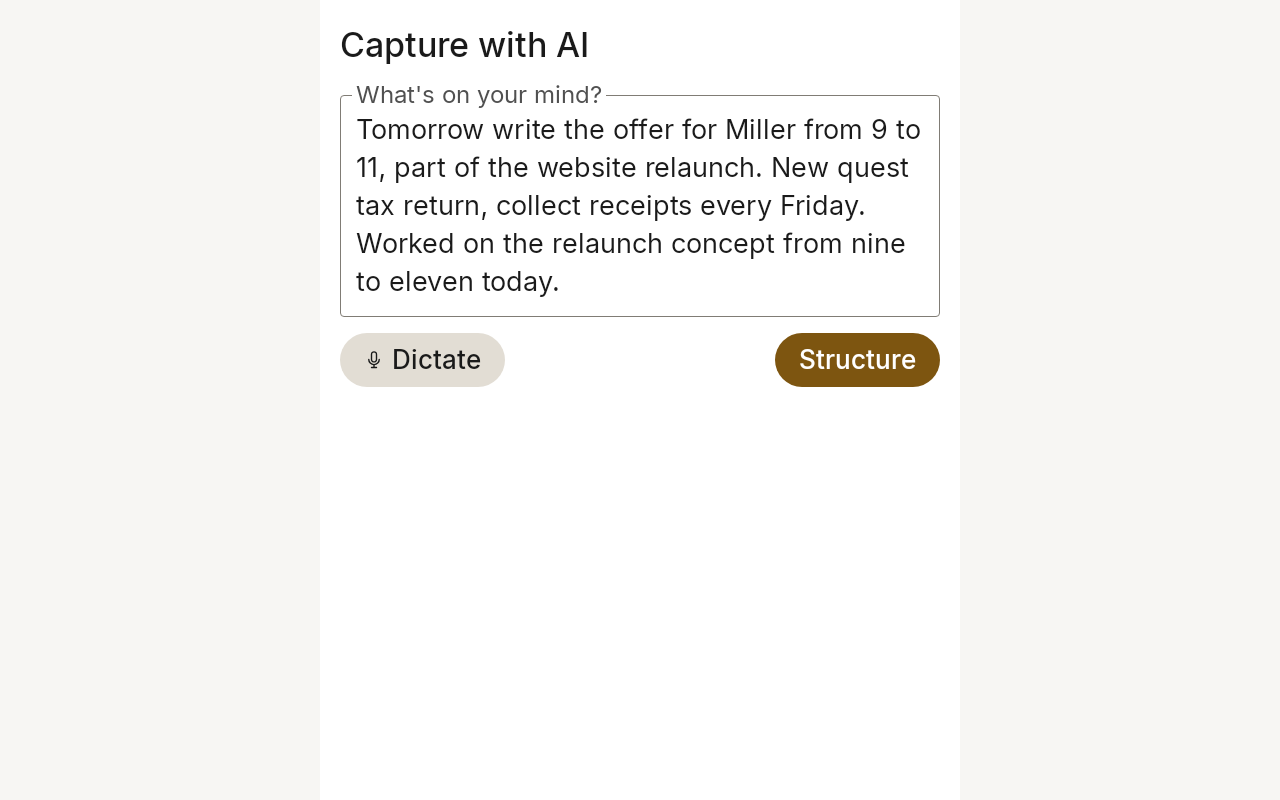 Capture with AI
What's on your mind?
Tomorrow write the offer for Miller from 9 to
11, part of the website relaunch. New quest
tax return, collect receipts every Friday.
Worked on the relaunch concept from nine
to eleven today.
Dictate
Structure